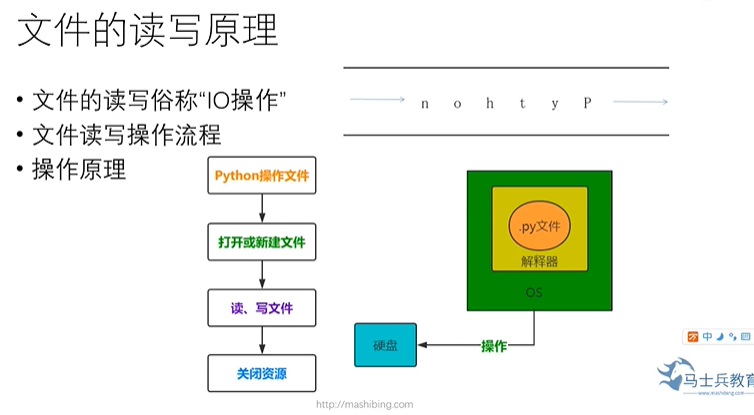 文件的读写原理
• 文件的读写俗称“IO操作”
• 文件读写操作流程
• 操作原理
n o h t y P
Python操作文件
打开或新建文件
读、写文件
关闭资源
.py文件
解释器
OS
硬盘
操作
中
马士兵教育
www.mashibing.com
http://mashibing.com